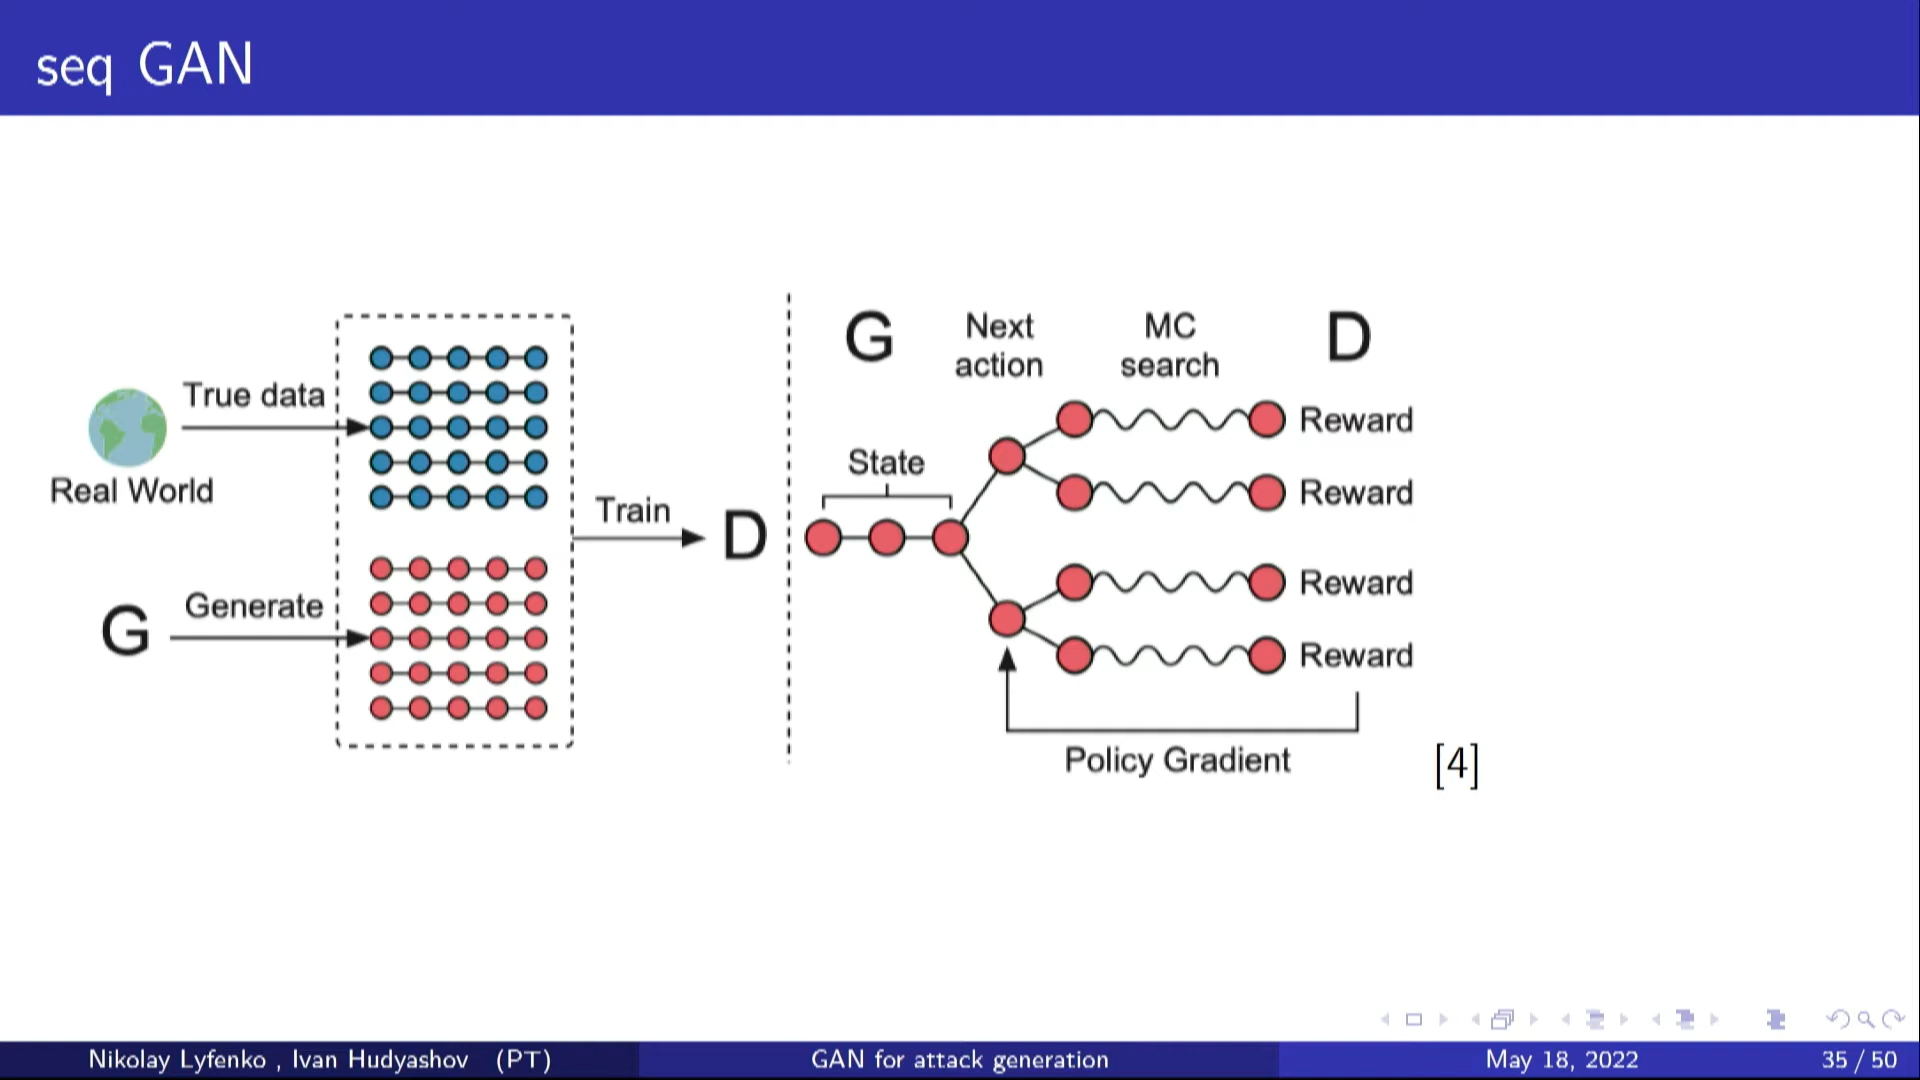 seq GAN
True data
Real World
Generate
G
Train
D
G
Next
action
MC
search
D
State
Reward
Reward
Reward
Reward
Policy Gradient
[4]
Nikolay Lyfenko , Ivan Hudyashov (PT)
GAN for attack generation
May 18, 2022
35 / 50